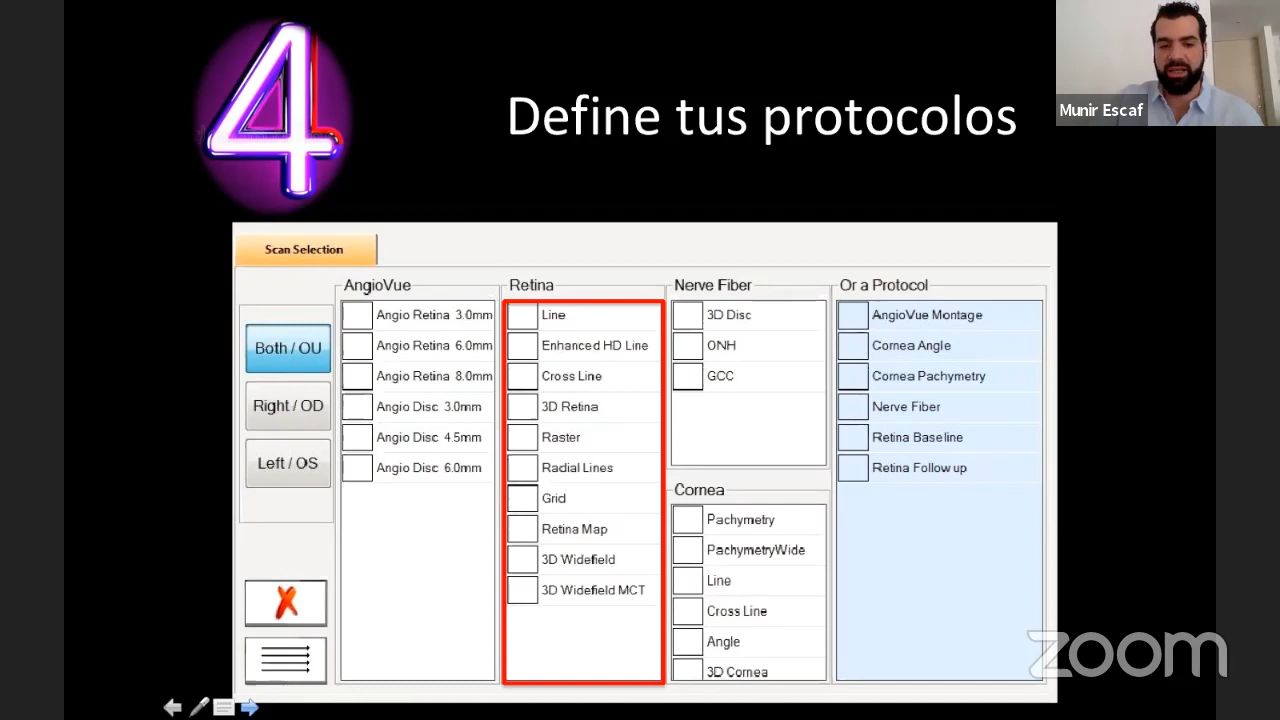 4
Define tus protocolos
Munir Escaf
Scan Selection
Both / OU
Right / OD
Left / OS
X
AngioVue
Angio Retina 3.0mm
Angio Retina 6.0mm
Angio Retina 8.0mm
Angio Disc 3.0mm
Angio Disc 4.5mm
Angio Disc 6.0mm
Retina
Line
Enhanced HD Line
Cross Line
3D Retina
Raster
Radial Lines
Grid
Retina Map
3D Widefield
3D Widefield MCT
Nerve Fiber
3D Disc
ONH
GCC
Cornea
Pachymetry
PachymetryWide
Line
Cross Line
Angle
3D Cornea
Or a Protocol
AngioVue Montage
Cornea Angle
Cornea Pachymetry
Nerve Fiber
Retina Baseline
Retina Follow up
zoom